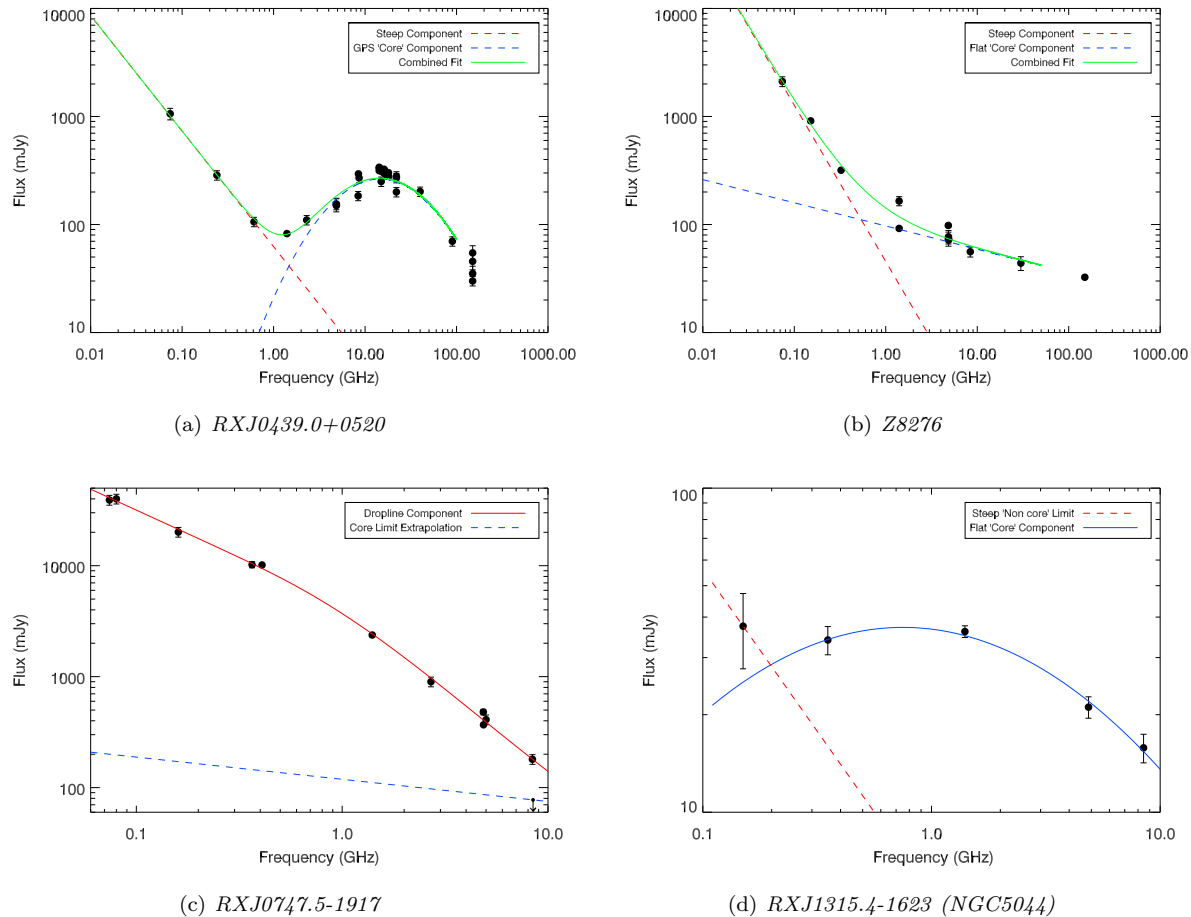 Steep Component
GPS 'Core' Component
Combined Fit
10000
1000
100
10
Flux (mJy)
0.01 0.10 1.00 10.00 100.00 1000.00
Frequency (GHz)
(a) RXJ0439.0+0520
Steep Component
Flat 'Core' Component
Combined Fit
10000
1000
100
10
Flux (mJy)
0.01 0.10 1.00 10.00 100.00 1000.00
Frequency (GHz)
(b) Z8276
Dropline Component
Core Limit Extrapolation
10000
1000
100
Flux (mJy)
0.1 1.0 10.0
Frequency (GHz)
(c) RXJ0747.5-1917
Steep 'Non core' Limit
Flat 'Core' Component
100
10
Flux (mJy)
0.1 1.0 10.0
Frequency (GHz)
(d) RXJ1315.4-1623 (NGC5044)